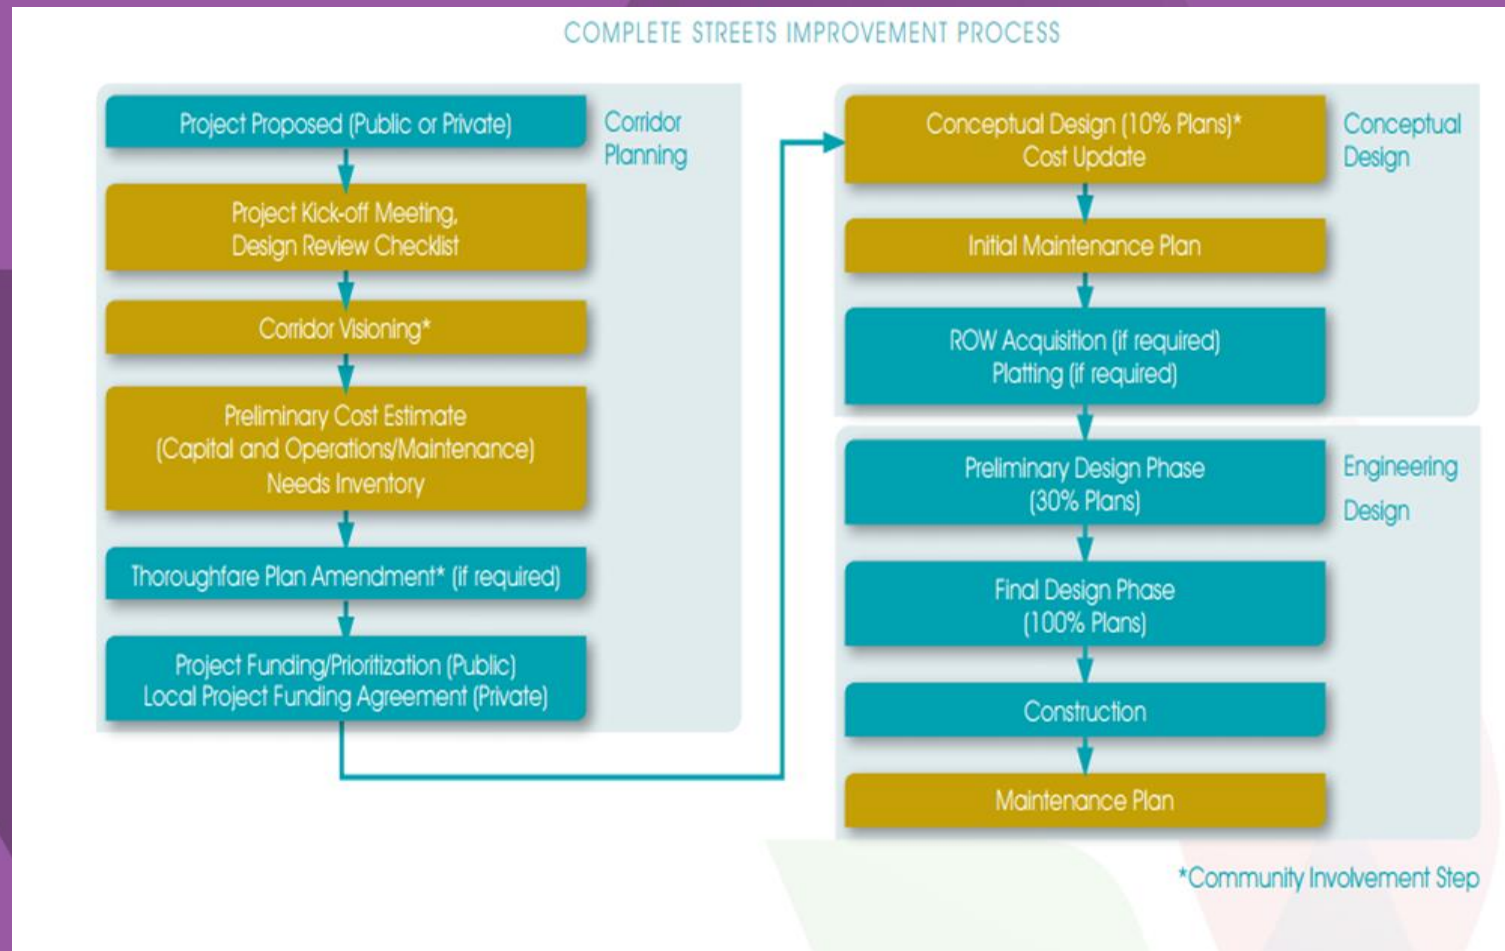 COMPLETE STREETS IMPROVEMENT PROCESS
Project Proposed (Public or Private)
Corridor
Planning
Project Kick-off Meeting,
Design Review Checklist
Corridor Visioning*
Preliminary Cost Estimate
(Capital and Operations/Maintenance)
Needs Inventory
Thoroughfare Plan Amendment* (if required)
Project Funding/Prioritization (Public)
Local Project Funding Agreement (Private)
Conceptual Design (10% Plans)*
Cost Update
Conceptual
Design
Initial Maintenance Plan
ROW Acquisition (if required)
Platting (if required)
Preliminary Design Phase
(30% Plans)
Engineering
Design
Final Design Phase
(100% Plans)
Construction
Maintenance Plan
*Community Involvement Step